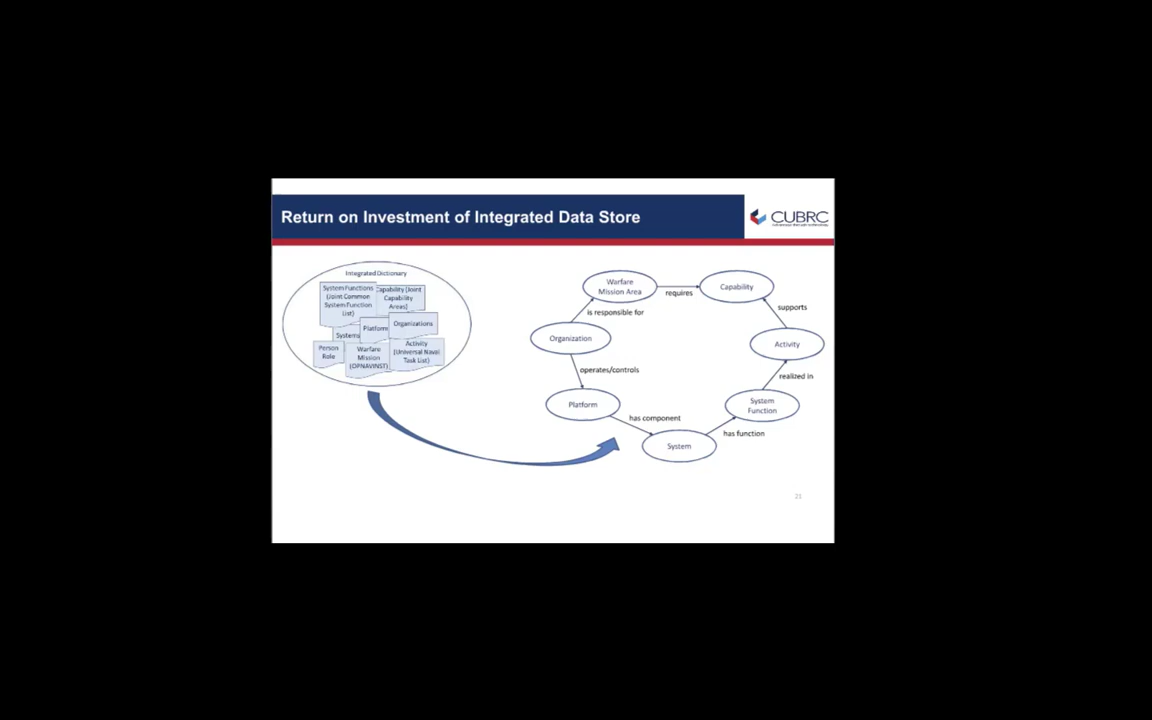 Return on Investment of Integrated Data Store
CUBRC
Integrated Dictionary
System Functions
(Joint Common
System Function
List)
Capability (Joint
Capability
Areas)
Systems
Platform
Organizations
Person
Role
Warfare
Mission
(OPNAVINST)
Activity
(Universal Naval
Task List)
Warfare
Mission Area
requires
Capability
is responsible for
supports
Organization
Activity
operates/controls
realized in
Platform
System
Function
has component
has function
System
21